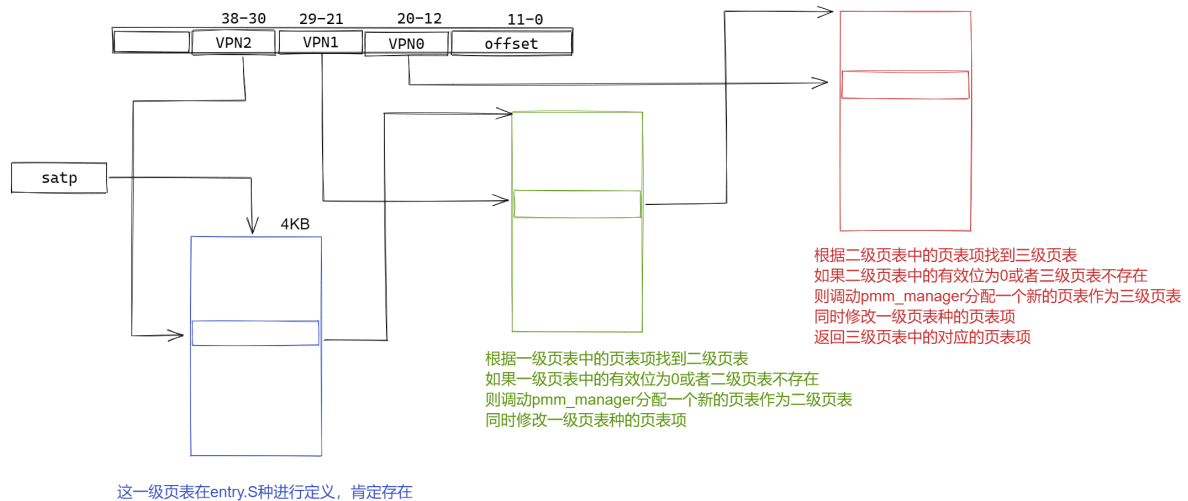 38-30 29-21 20-12 11-0
VPN2 VPN1 VPN0 offset
satp
4KB
根据二级页表中的页表项找到三级页表
如果二级页表中的有效位为0或者三级页表不存在
则调动pmm_manager分配一个新的页表作为三级页表
同时修改一级页表种的页表项
返回三级页表中的对应的页表项
根据一级页表中的页表项找到二级页表
如果一级页表中的有效位为0或者二级页表不存在
则调动pmm_manager分配一个新的页表作为二级页表
同时修改一级页表种的页表项
这一级页表在entry.S种进行定义，肯定存在